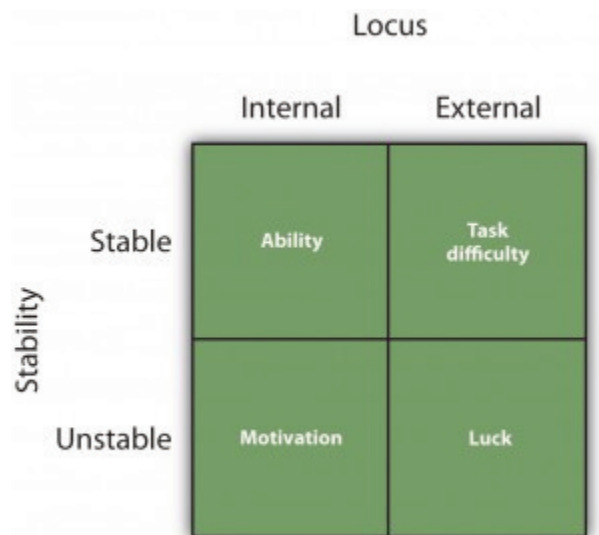 Locus
Internal External
Stable
Ability
Task
difficulty
Stability
Unstable
Motivation
Luck